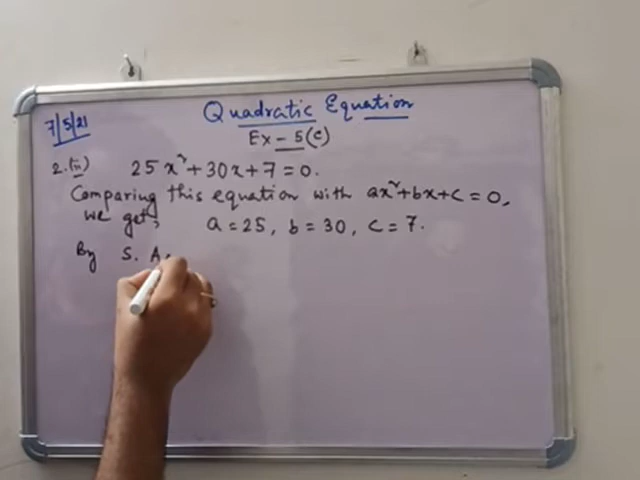 Quadratic Equation
7/5/21
Ex - 5(c)
2.(ii) 25x² + 30x + 7 = 0.
Comparing this equation with ax² + bx + c = 0,
we get, a = 25, b = 30, c = 7.
By S. A